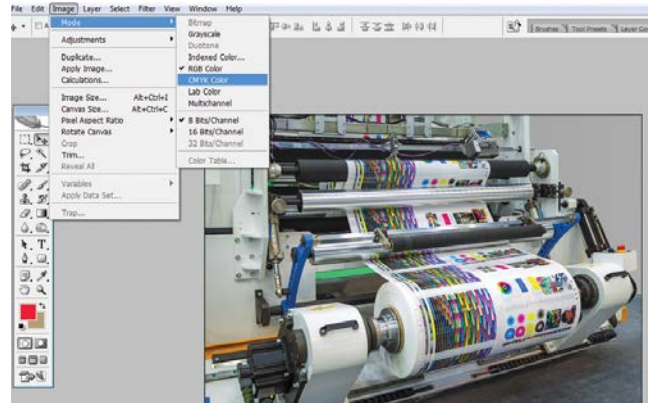 File Edit Image Layer Select Filter View Window Help
Brushes Tool Presets Layer Co
Mode
Adjustments
Duplicate...
Apply Image...
Calculations...
Image Size... Alt+Ctrl+I
Canvas Size... Alt+Ctrl+C
Pixel Aspect Ratio
Rotate Canvas
Crop
Trim...
Reveal All
Variables
Apply Data Set...
Trap...
Bitmap
Grayscale
Duotone
Indexed Color...
RGB Color
CMYK Color
Lab Color
Multichannel
8 Bits/Channel
16 Bits/Channel
32 Bits/Channel
Color Table...